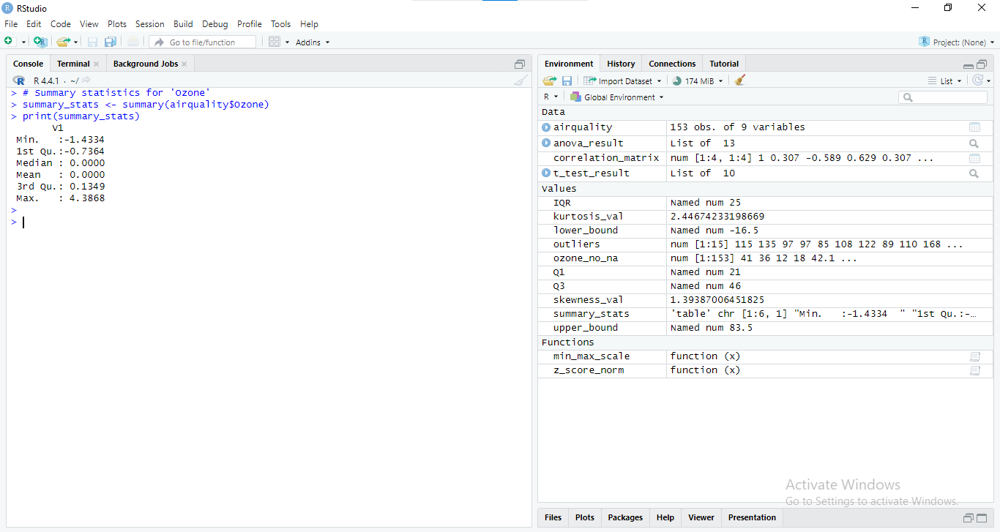 RStudio
File Edit Code View Plots Session Build Debug Profile Tools Help
Go to file/function Addins Project: (None)
Console Terminal Background Jobs
R 4.4.1 · ~/
> # Summary statistics for 'Ozone'
> summary_stats <- summary(airquality$Ozone)
> print(summary_stats)
V1
Min. :-1.4334
1st Qu.:-0.7364
Median : 0.0000
Mean : 0.0000
3rd Qu.: 0.1349
Max. : 4.3868
>
>
Environment History Connections Tutorial
Import Dataset 174 MiB List
R Global Environment
Data
airquality 153 obs. of 9 variables
anova_result List of 13
correlation_matrix num [1:4, 1:4] 1 0.307 -0.589 0.629 0.307 ...
t_test_result List of 10
Values
IQR Named num 25
kurtosis_val 2.44674233198669
lower_bound Named num -16.5
outliers num [1:15] 115 135 97 97 85 108 122 89 110 168 ...
ozone_no_na num [1:153] 41 36 12 18 42.1 ...
Q1 Named num 21
Q3 Named num 46
skewness_val 1.39387006451825
summary_stats 'table' chr [1:6, 1] "Min. :-1.4334 " "1st Qu.:-…
upper_bound Named num 83.5
Functions
min_max_scale function (x)
z_score_norm function (x)
Activate Windows
Go to Settings to activate Windows.
Files Plots Packages Help Viewer Presentation